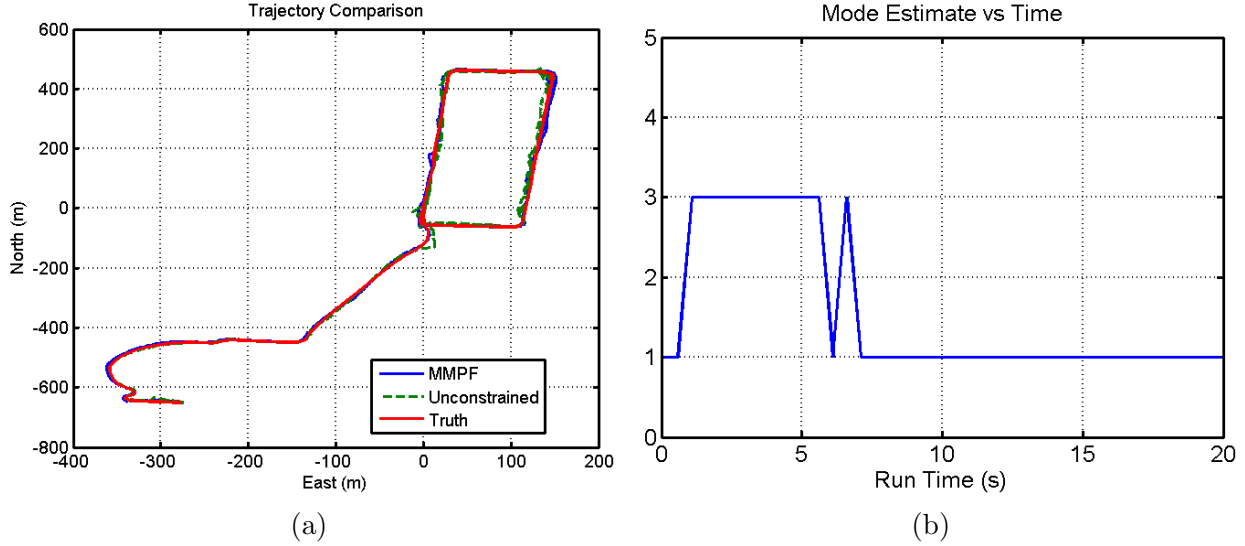 Trajectory Comparison
600
400
200
0
-200
-400
-600
-800
North (m)
-400
-300
-200
-100
0
100
200
East (m)
MMPF
Unconstrained
Truth
(a)
Mode Estimate vs Time
5
4
3
2
1
0
0
5
10
15
20
Run Time (s)
(b)